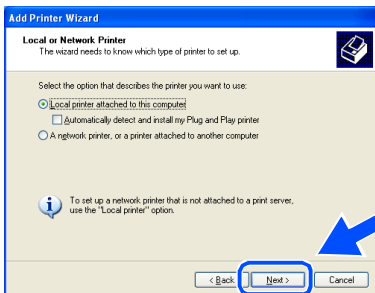 Add Printer Wizard
Local or Network Printer
The wizard needs to know which type of printer to set up.
Select the option that describes the printer you want to use:
Local printer attached to this computer
Automatically detect and install my Plug and Play printer
A network printer, or a printer attached to another computer
To set up a network printer that is not attached to a print server,
use the "Local printer" option.
< Back
Next >
Cancel